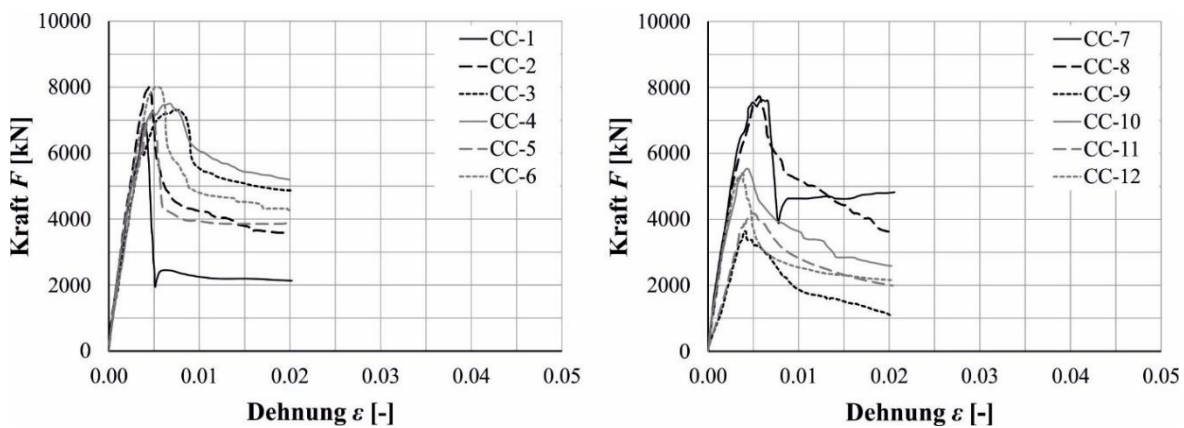 10000
8000
6000
4000
2000
0
Kraft F [kN]
0.00 0.01 0.02 0.03 0.04 0.05
Dehnung ε [-]
CC-1
CC-2
CC-3
CC-4
CC-5
CC-6
10000
8000
6000
4000
2000
0
Kraft F [kN]
0.00 0.01 0.02 0.03 0.04 0.05
Dehnung ε [-]
CC-7
CC-8
CC-9
CC-10
CC-11
CC-12